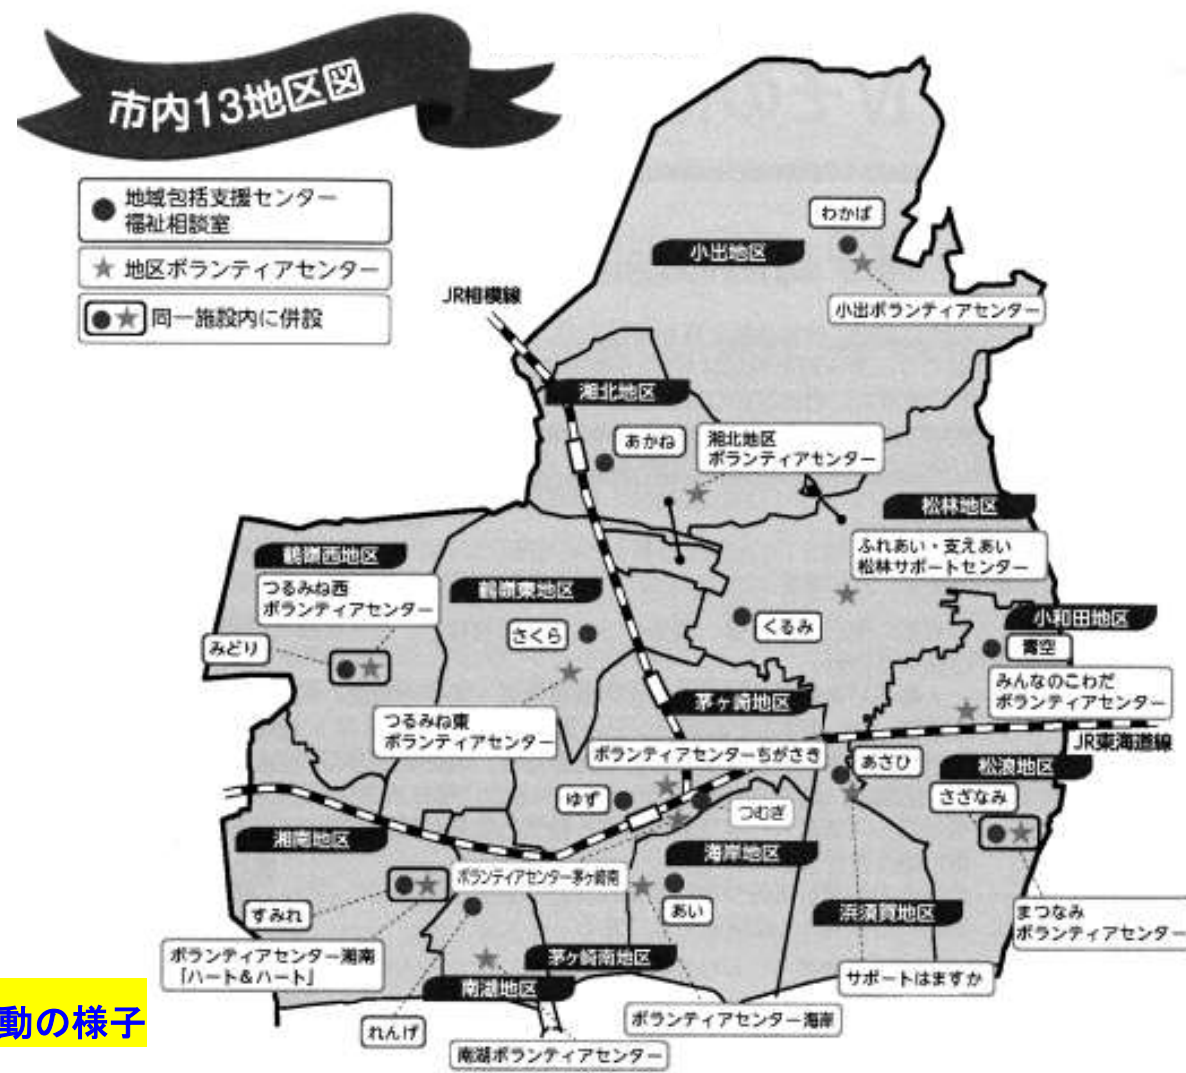 市内13地区図
地域包括支援センター
福祉相談室
地区ボランティアセンター
同一施設内に併設
わかば
小出地区
JR相模線
小出ボランティアセンター
湘北地区
あかね
湘北地区
ボランティアセンター
松林地区
鶴嶺西地区
ふれあい・支えあい
松林サポートセンター
つるみね西
ボランティアセンター
鶴嶺東地区
みどり
さくら
くるみ
小和田地区
青空
みんなのこわだ
ボランティアセンター
つるみね東
ボランティアセンター
茅ヶ崎地区
ボランティアセンターちがさき
JR東海道線
あさひ
松浪地区
さざなみ
ゆず
つむぎ
湘南地区
海岸地区
ボランティアセンター茅ヶ崎南
すみれ
あい
浜須賀地区
まつなみ
ボランティアセンター
ボランティアセンター湘南
「ハート&ハート」
茅ヶ崎南地区
サポートはますか
南湖地区
れんげ
ボランティアセンター海岸
南湖ボランティアセンター
動の様子